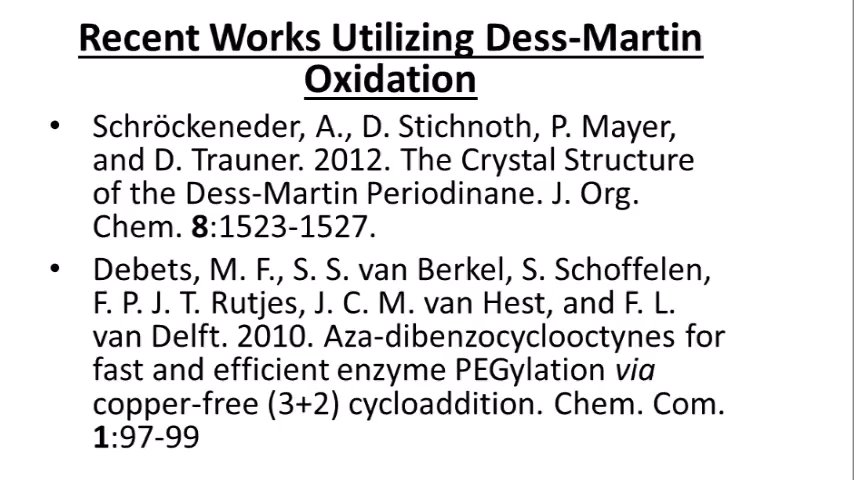 Recent Works Utilizing Dess-Martin
Oxidation
• Schröckeneder, A., D. Stichnoth, P. Mayer,
and D. Trauner. 2012. The Crystal Structure
of the Dess-Martin Periodinane. J. Org.
Chem. 8:1523-1527.
• Debets, M. F., S. S. van Berkel, S. Schoffelen,
F. P. J. T. Rutjes, J. C. M. van Hest, and F. L.
van Delft. 2010. Aza-dibenzocyclooctynes for
fast and efficient enzyme PEGylation via
copper-free (3+2) cycloaddition. Chem. Com.
1:97-99